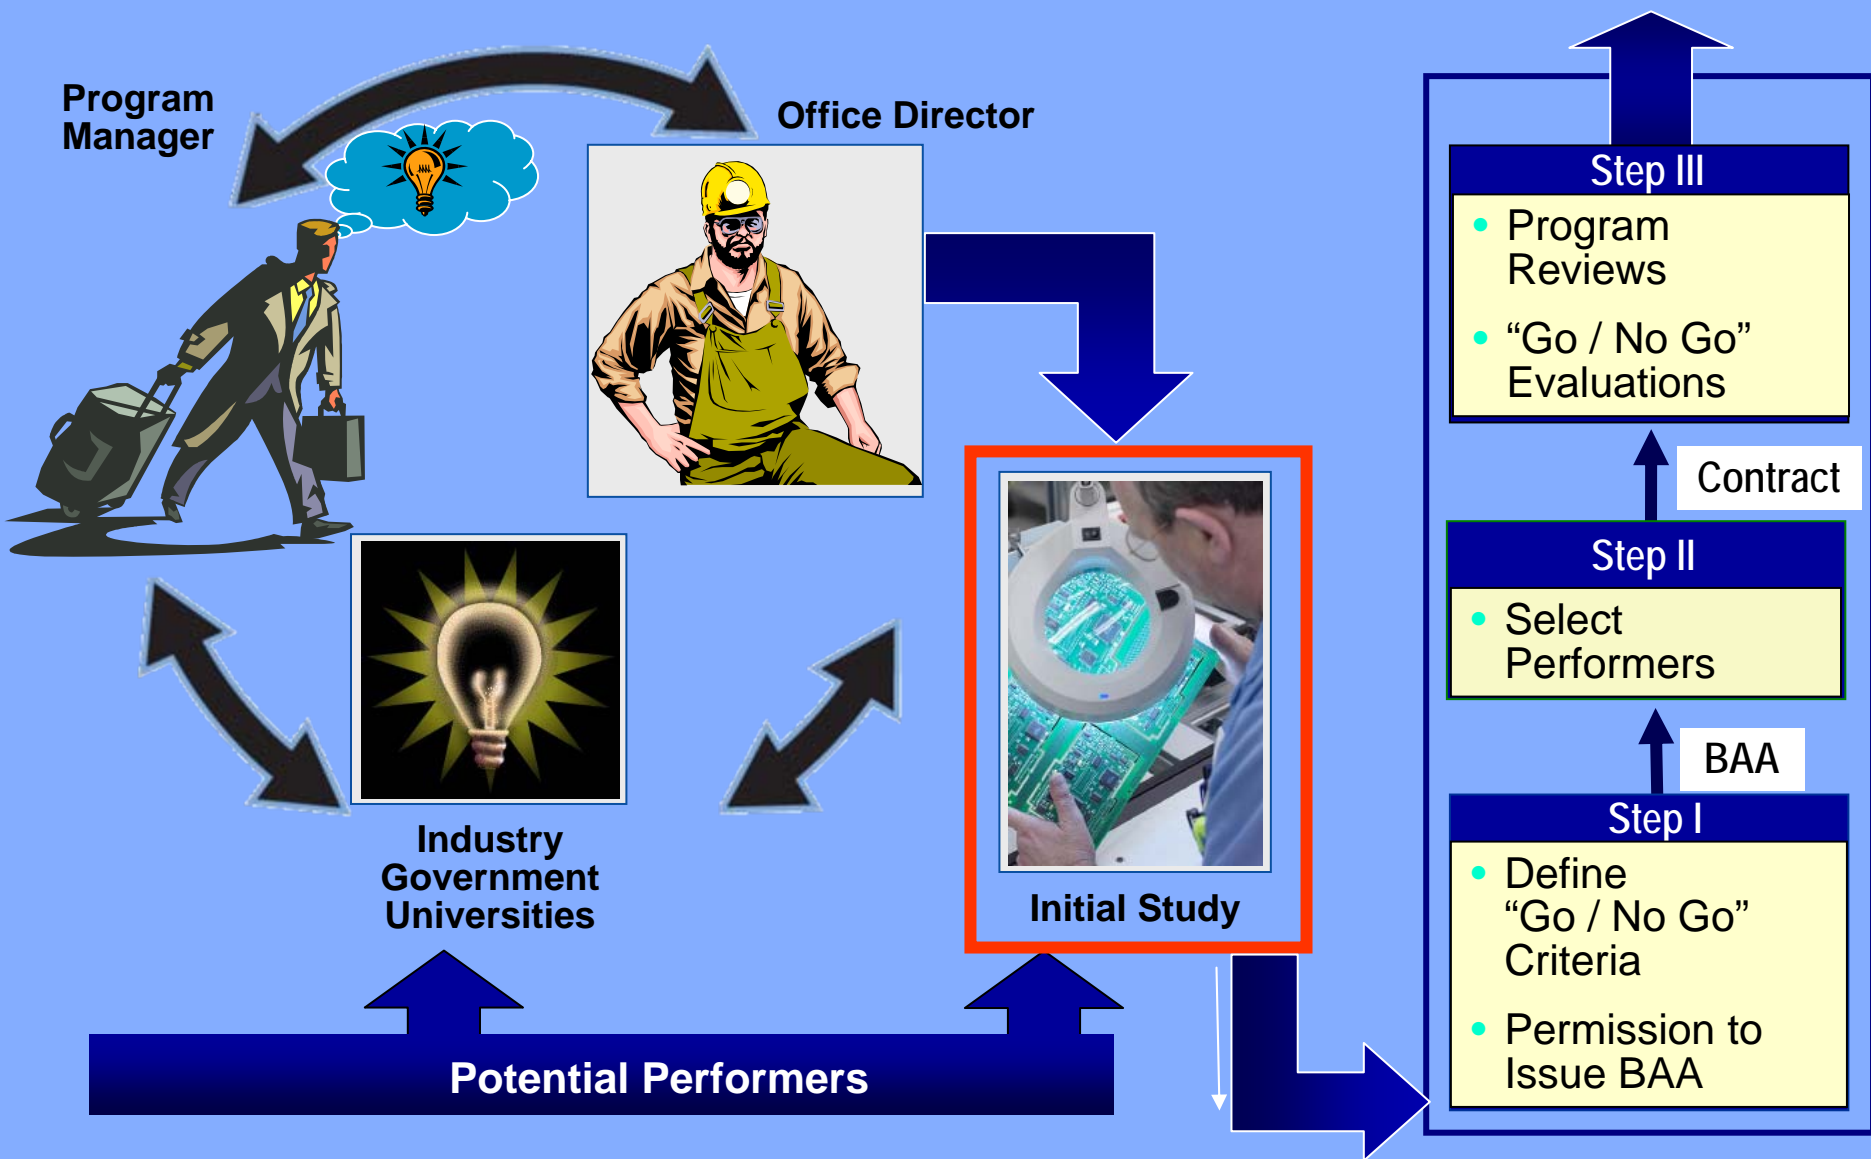 Program
Manager
Office Director
Industry
Government
Universities
Initial Study
Potential Performers
Step III
• Program
Reviews
• “Go / No Go”
Evaluations
Contract
Step II
• Select
Performers
BAA
Step I
• Define
“Go / No Go”
Criteria
• Permission to
Issue BAA